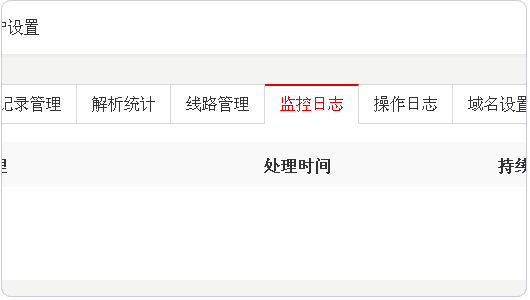 户设置
记录管理 解析统计 线路管理 监控日志 操作日志 域名设置
理 处理时间 持续